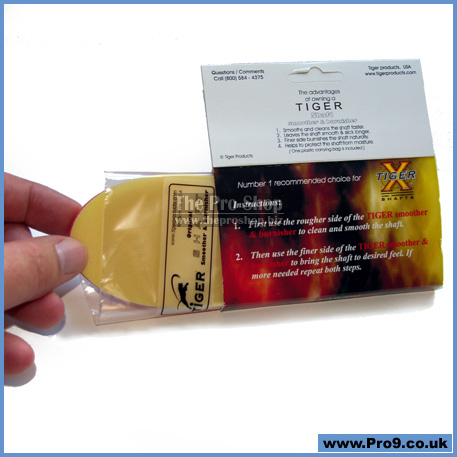 Questions / Comments
Call (800) 584 - 4375
Tiger products, USA
www.tigerproducts.com
The advantages
of owning a
TIGER
Shaft
smoother & burnisher
1. Smooths and cleans the shaft faster.
2. Leaves the shaft smooth & slick longer.
3. Finer side burnishes the shaft naturally.
4. Helps to protect the shaft from moisture.
( One plastic carrying bag is included )
© Tiger Products
Number 1 recommended choice for
TIGER
X
SHAFTS
Instructions:
1. First use the rougher side of the TIGER smoother
& burnisher to clean and smooth the shaft.
2. Then use the finer side of the TIGER smoother &
to bring the shaft to desired feel. If
more needed repeat both steps.
The Pro Shop
www.theproshop.biz
TIGER
Smoother &
www.Pro9.co.uk